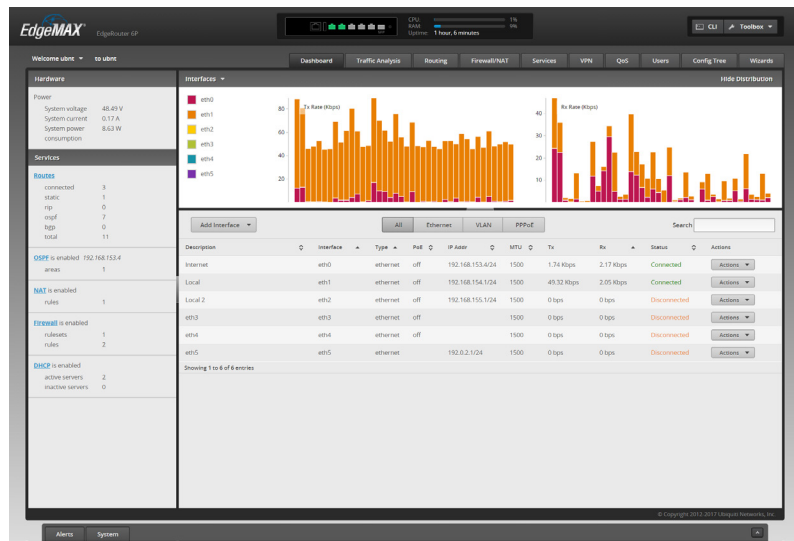 EdgeMAX EdgeRouter 6P
CPU: 1%
RAM: 9%
Uptime: 1 hour, 6 minutes
SFP
CLI Toolbox
Welcome ubnt to ubnt
Dashboard Traffic Analysis Routing Firewall/NAT Services VPN QoS Users Config Tree Wizards
Hardware
Power
System voltage 48.49 V
System current 0.17 A
System power 8.63 W
consumption
Services
Routes
connected 3
static 1
rip 0
ospf 7
bgp 0
total 11
OSPF is enabled 192.168.153.4
areas 1
NAT is enabled
rules 1
Firewall is enabled
rulesets 1
rules 2
DHCP is enabled
active servers 2
inactive servers 0
Interfaces Hide Distribution
eth0
eth1
eth2
eth3
eth4
eth5
Tx Rate (Kbps)
80
60
40
20
Rx Rate (Kbps)
40
30
20
10
Add Interface All Ethernet VLAN PPPoE Search
Description Interface Type PoE IP Addr MTU Tx Rx Status Actions
Internet eth0 ethernet off 192.168.153.4/24 1500 1.74 Kbps 2.17 Kbps Connected Actions
Local eth1 ethernet off 192.168.154.1/24 1500 49.32 Kbps 2.05 Kbps Connected Actions
Local 2 eth2 ethernet off 192.168.155.1/24 1500 0 bps 0 bps Disconnected Actions
eth3 eth3 ethernet off 1500 0 bps 0 bps Disconnected Actions
eth4 eth4 ethernet off 1500 0 bps 0 bps Disconnected Actions
eth5 eth5 ethernet 192.0.2.1/24 1500 0 bps 0 bps Disconnected Actions
Showing 1 to 6 of 6 entries
© Copyright 2012-2017 Ubiquiti Networks, Inc.
Alerts System